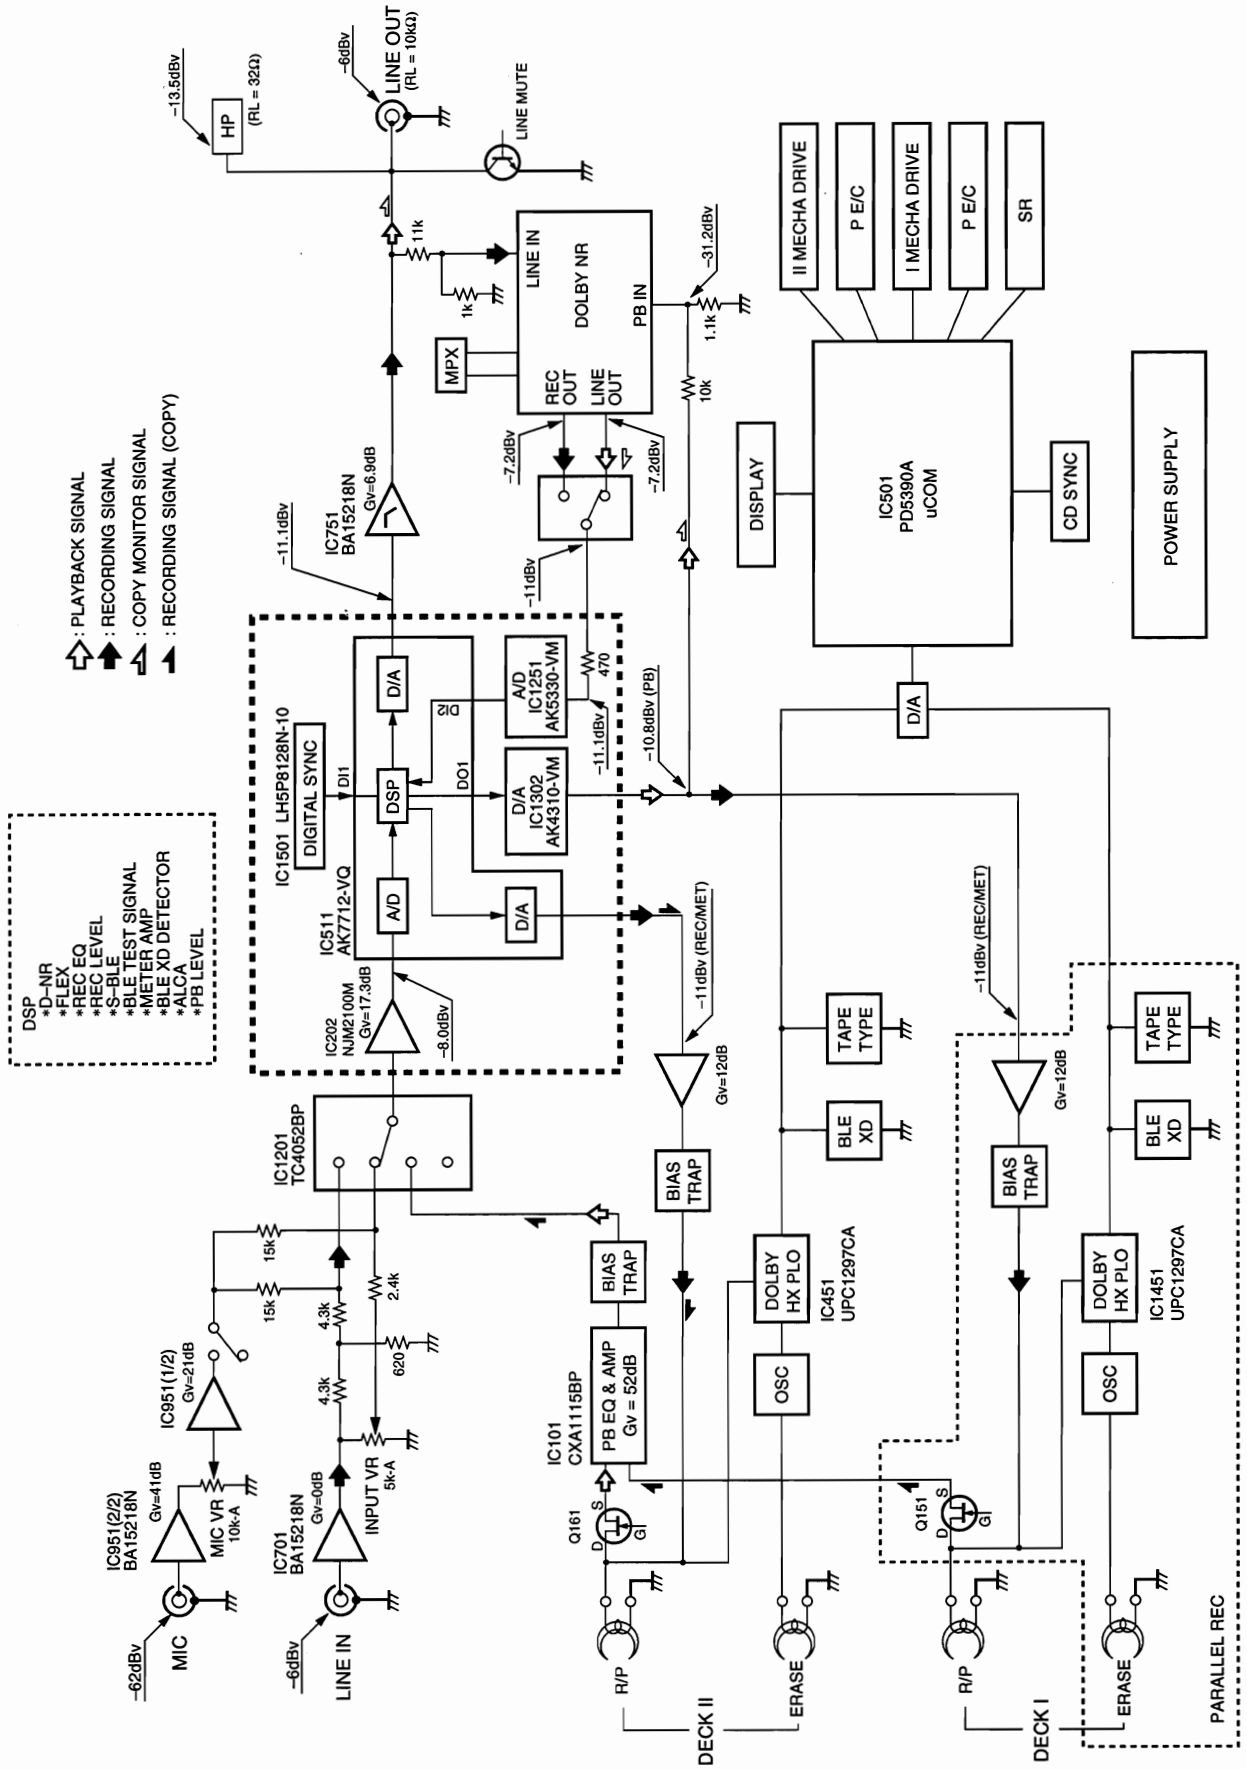 : PLAYBACK SIGNAL
: RECORDING SIGNAL
: COPY MONITOR SIGNAL
: RECORDING SIGNAL (COPY)
DSP
*D–NR
*FLEX
*REC EQ
*REC LEVEL
*S–BLE
*BLE TEST SIGNAL
*METER AMP
*BLE XD DETECTOR
*ALCA
*PB LEVEL
–62dBv
MIC
IC951(2/2)
BA15218N
Gv=41dB
MIC VR
10k-A
IC951(1/2)
Gv=21dB
15k
15k
–6dBv
LINE IN
IC701
BA15218N
Gv=0dB
INPUT VR
5k-A
4.3k
4.3k
620
2.4k
IC1201
TC4052BP
IC202
NJM2100M
Gv=17.3dB
–8.0dBv
IC511
AK7712-VQ
A/D
DSP
D/A
D/A
IC1501 LH5P8128N-10
DIGITAL SYNC
DI1
DI2
DO1
D/A
IC1302
AK4310-VM
A/D
IC1251
AK5330-VM
470
–11.1dBv
–11.1dBv
IC751
BA15218N
Gv=6.9dB
–11dBv
–7.2dBv
–7.2dBv
MPX
REC
OUT
LINE
OUT
DOLBY NR
LINE IN
PB IN
1k
11k
–13.5dBv
HP
(RL = 32Ω)
–6dBv
LINE OUT
(RL = 10kΩ)
LINE MUTE
–31.2dBv
1.1k
10k
–10.8dBv (PB)
–11dBv (REC/MET)
Gv=12dB
BIAS
TRAP
BIAS
TRAP
IC101
CXA1115BP
PB EQ & AMP
Gv = 52dB
Q161
D
S
GI
R/P
ERASE
DECK II
OSC
DOLBY
HX PLO
IC451
UPC1297CA
BLE
XD
TAPE
TYPE
–11dBv (REC/MET)
Gv=12dB
BIAS
TRAP
Q151
D
S
GI
R/P
ERASE
DECK I
OSC
DOLBY
HX PLO
IC1451
UPC1297CA
BLE
XD
TAPE
TYPE
PARALLEL REC
D/A
IC501
PD5390A
uCOM
DISPLAY
CD SYNC
II MECHA DRIVE
P E/C
I MECHA DRIVE
P E/C
SR
POWER SUPPLY